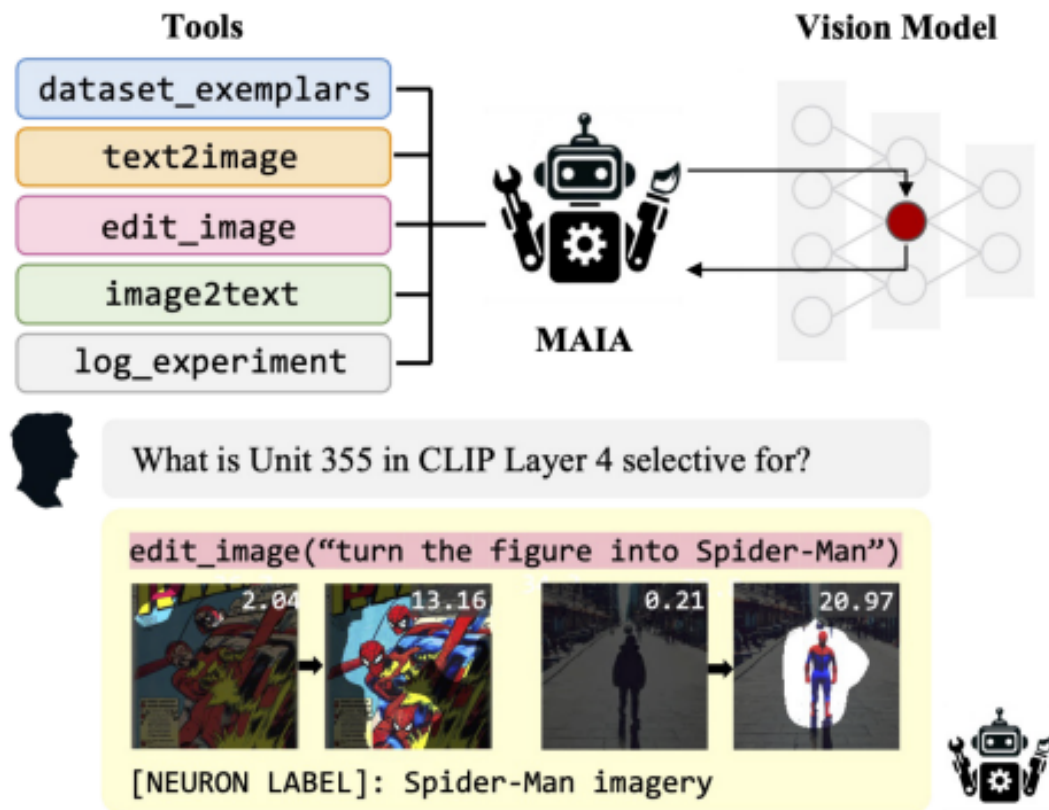 Tools
Vision Model
dataset_exemplars
text2image
edit_image
image2text
log_experiment
MAIA
What is Unit 355 in CLIP Layer 4 selective for?
edit_image(“turn the figure into Spider-Man”)
2.04
13.16
0.21
20.97
[NEURON LABEL]: Spider-Man imagery